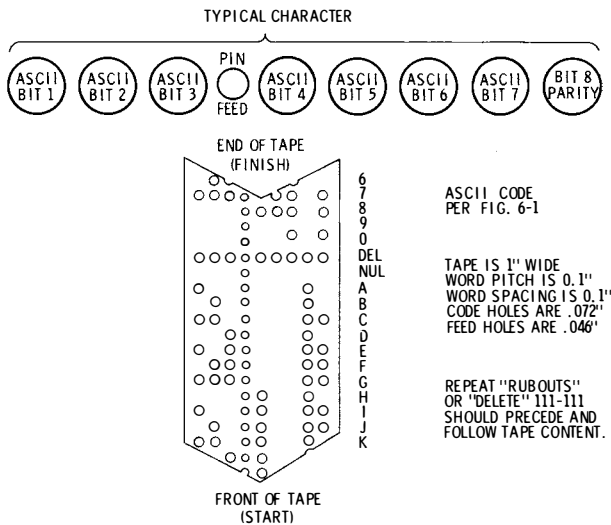 TYPICAL CHARACTER
ASCII BIT 1
ASCII BIT 2
ASCII BIT 3
PIN FEED
ASCII BIT 4
ASCII BIT 5
ASCII BIT 6
ASCII BIT 7
BIT 8 PARITY
END OF TAPE
(FINISH)
6
7
8
9
0
DEL
NUL
A
B
C
D
E
F
G
H
I
J
K
FRONT OF TAPE
(START)
ASCII CODE
PER FIG. 6-1
TAPE IS 1" WIDE
WORD PITCH IS 0.1"
WORD SPACING IS 0.1"
CODE HOLES ARE .072"
FEED HOLES ARE .046"
REPEAT "RUBOUTS"
OR "DELETE" 111-111
SHOULD PRECEDE AND
FOLLOW TAPE CONTENT.